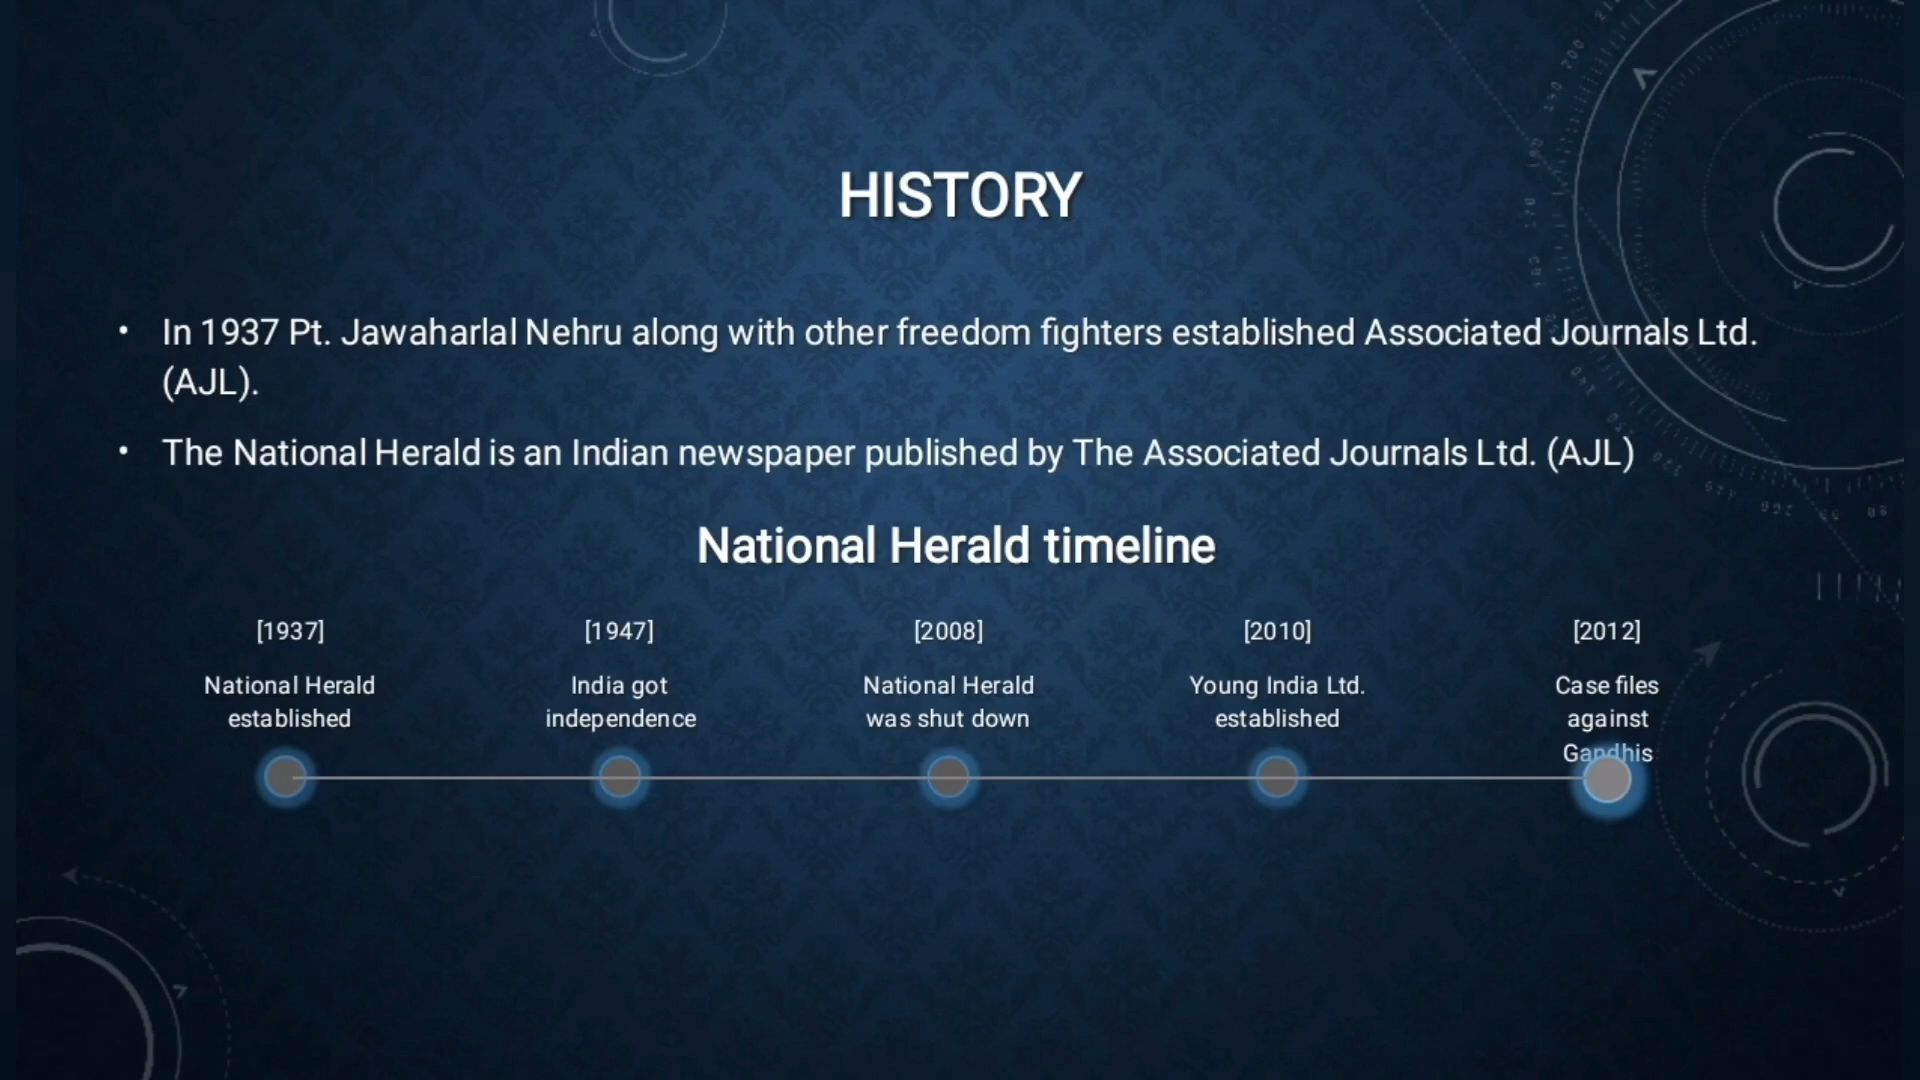 HISTORY
• In 1937 Pt. Jawaharlal Nehru along with other freedom fighters established Associated Journals Ltd.
(AJL).
• The National Herald is an Indian newspaper published by The Associated Journals Ltd. (AJL)
National Herald timeline
[1937]
National Herald
established
[1947]
India got
independence
[2008]
National Herald
was shut down
[2010]
Young India Ltd.
established
[2012]
Case files
against
Gandhis